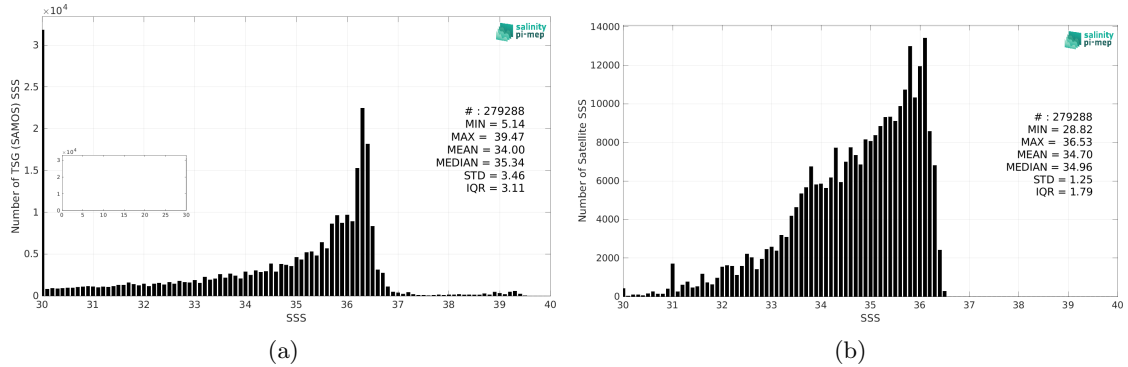 ×10^4
3
2.5
2
1.5
1
0.5
0
Number of TSG (SAMOS) SSS
salinity
pi-mep
# : 279288
MIN = 5.14
MAX = 39.47
MEAN = 34.00
MEDIAN = 35.34
STD = 3.46
IQR = 3.11
3 ×10^4
2
1
0
0 5 10 15 20 25 30
30 31 32 33 34 35 36 37 38 39 40
SSS
(a)
14000
12000
10000
8000
6000
4000
2000
0
Number of Satellite SSS
salinity
pi-mep
# : 279288
MIN = 28.82
MAX = 36.53
MEAN = 34.70
MEDIAN = 34.96
STD = 1.25
IQR = 1.79
30 31 32 33 34 35 36 37 38 39 40
SSS
(b)